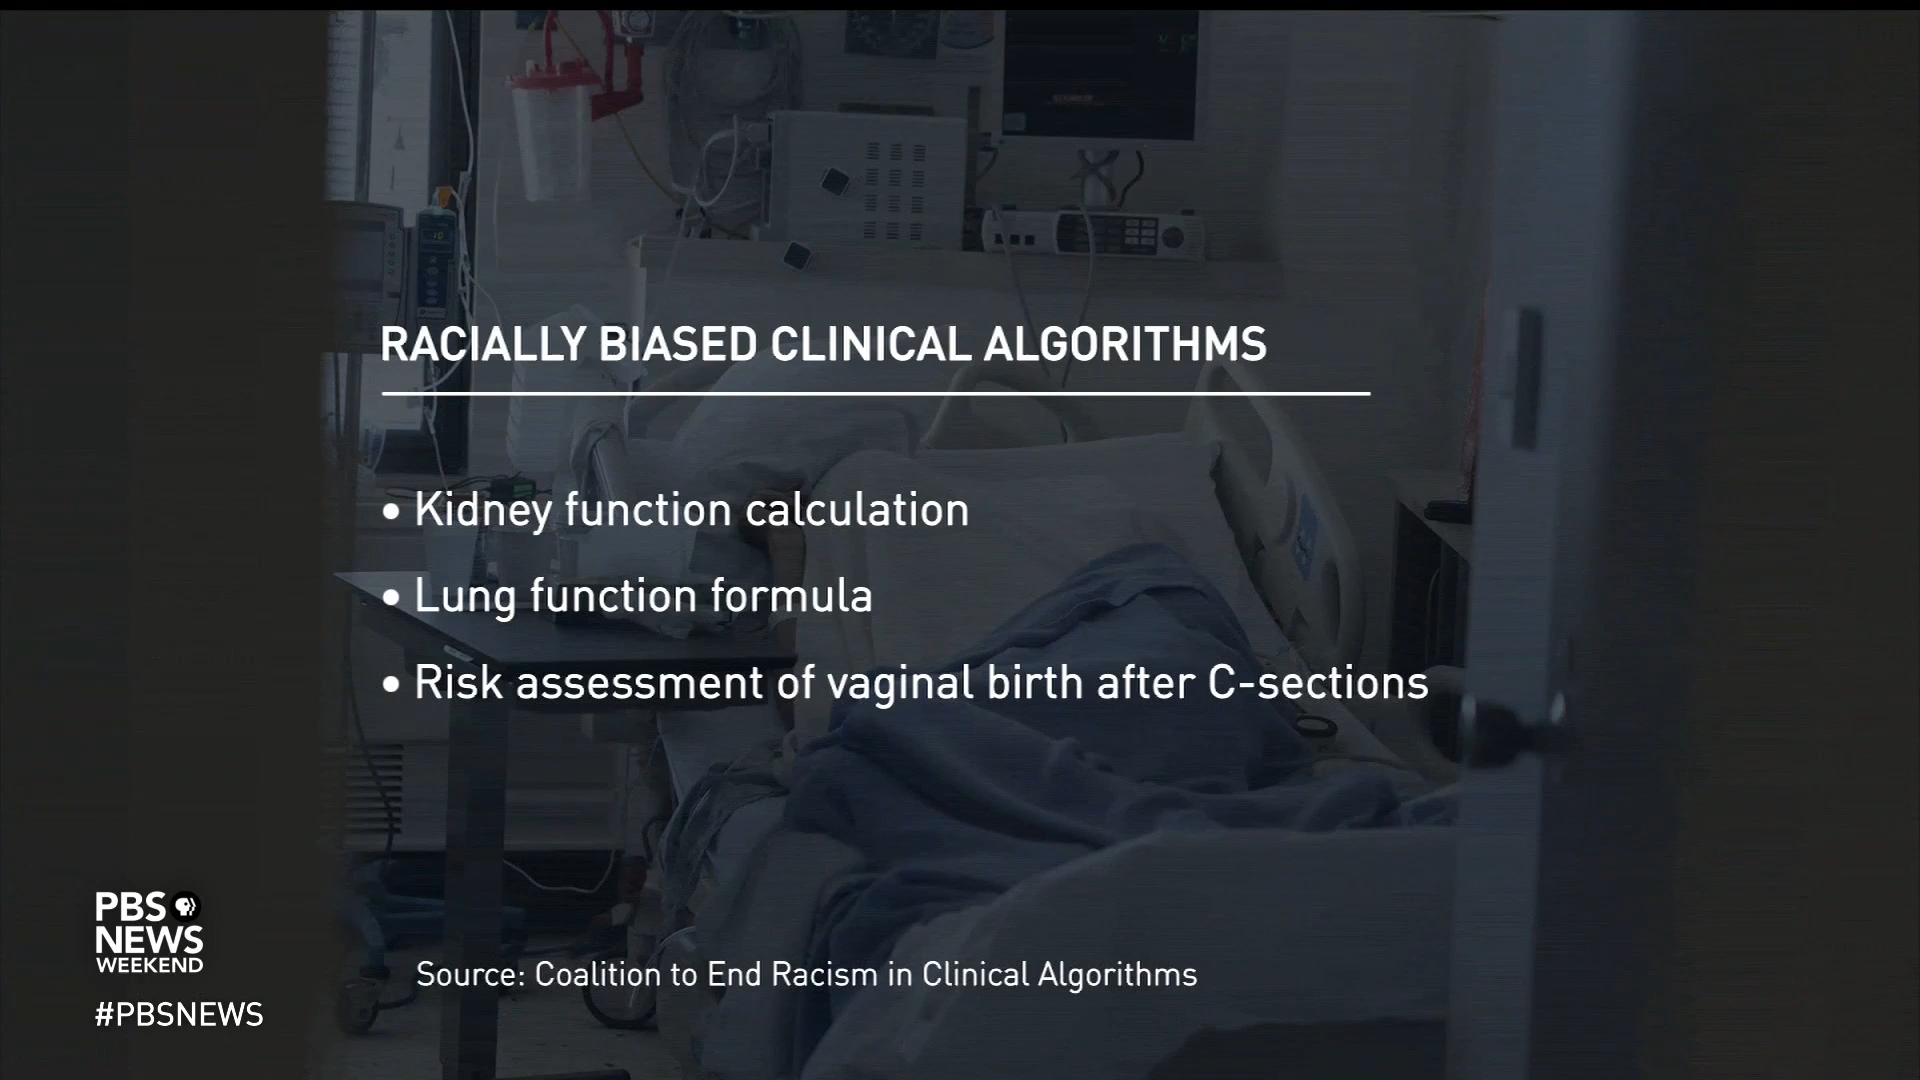 RACIALLY BIASED CLINICAL ALGORITHMS
• Kidney function calculation
• Lung function formula
• Risk assessment of vaginal birth after C-sections
Source: Coalition to End Racism in Clinical Algorithms
PBS
NEWS
WEEKEND
#PBSNEWS